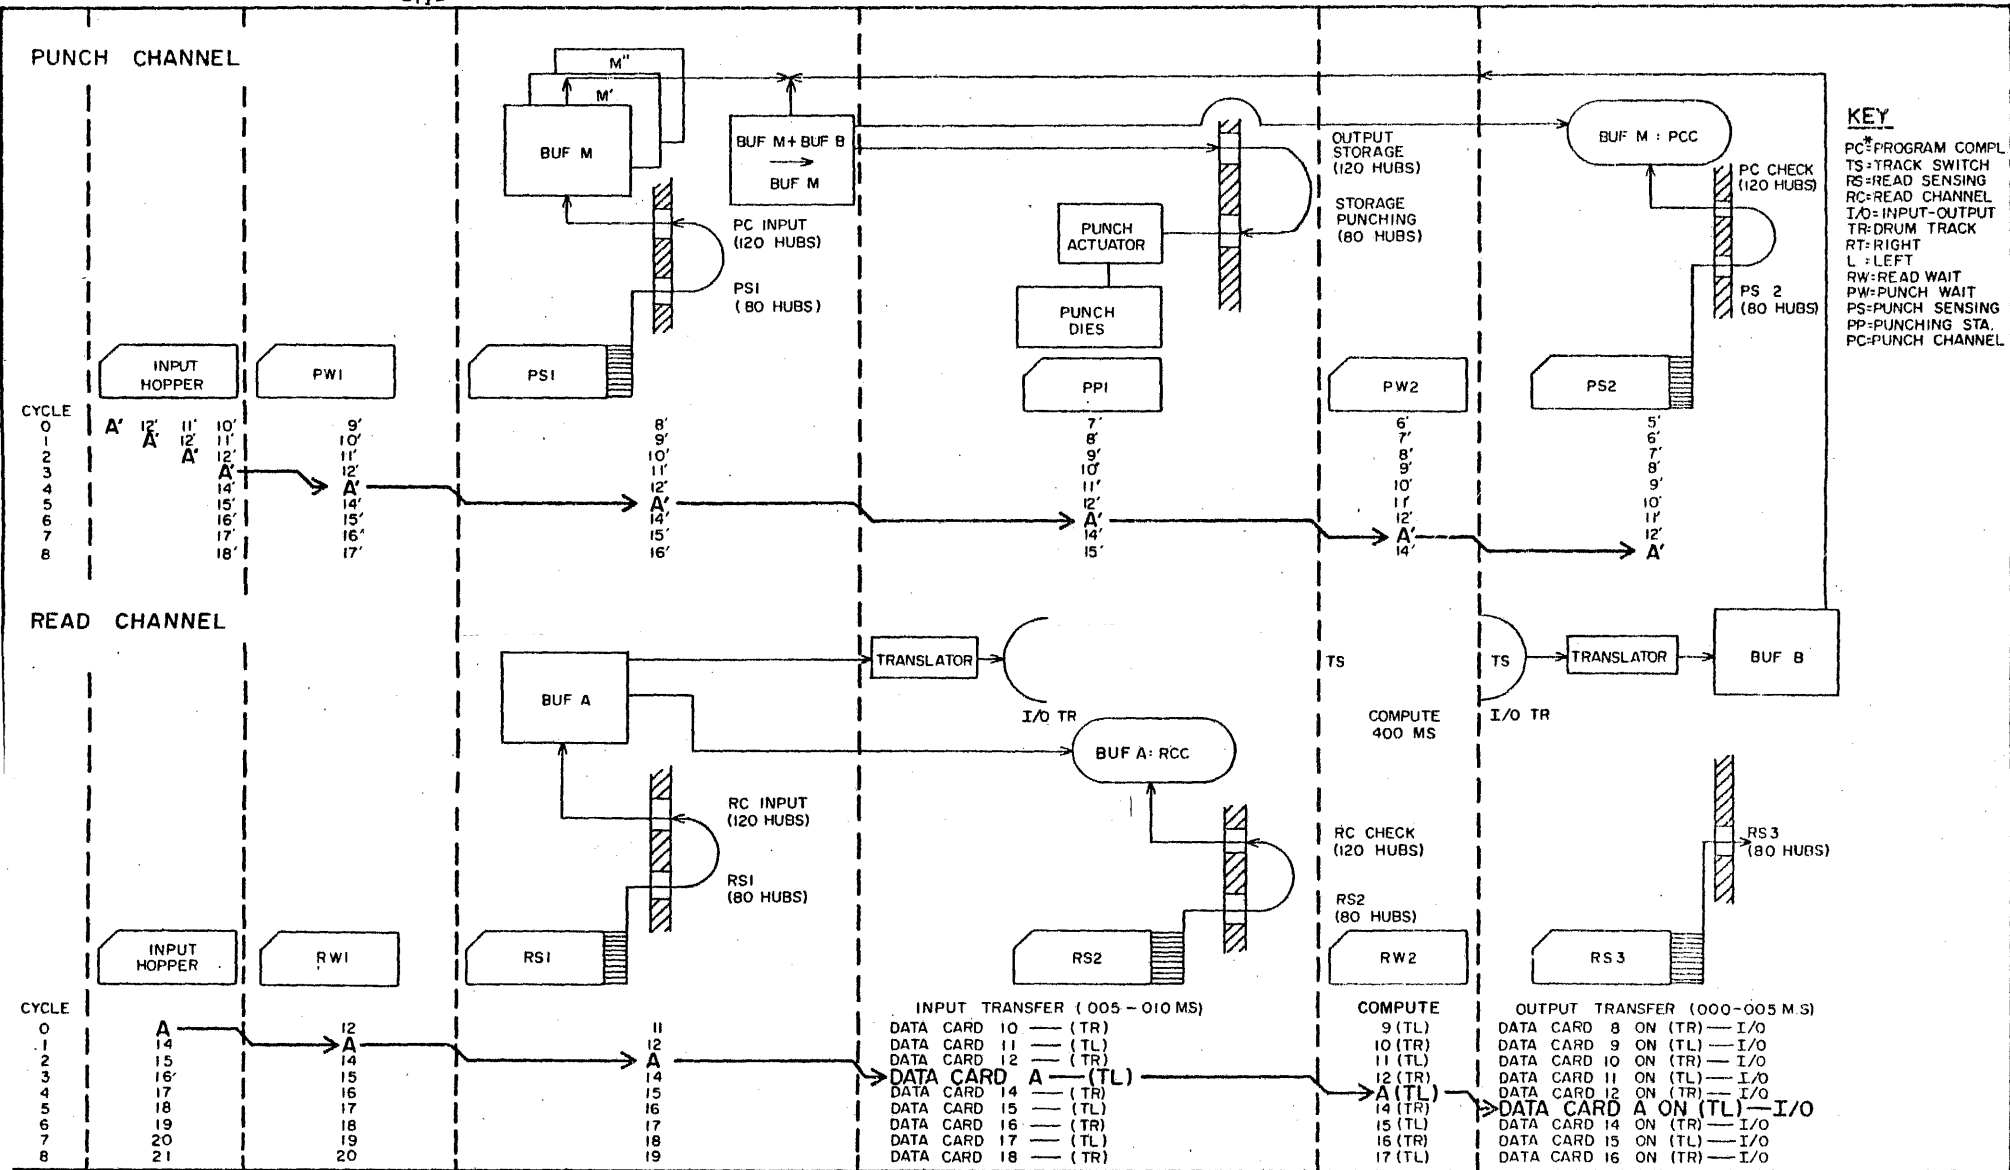 PUNCH CHANNEL
M"
M'
BUF M
BUF M + BUF B
BUF M
PC INPUT
(120 HUBS)
PS1
(80 HUBS)
PUNCH
ACTUATOR
PUNCH
DIES
OUTPUT
STORAGE
(120 HUBS)
STORAGE
PUNCHING
(80 HUBS)
BUF M : PCC
PC CHECK
(120 HUBS)
PS 2
(80 HUBS)
KEY
PC*=PROGRAM COMPL
TS=TRACK SWITCH
RS=READ SENSING
RC=READ CHANNEL
I/O=INPUT-OUTPUT
TR=DRUM TRACK
RT=RIGHT
L =LEFT
RW=READ WAIT
PW=PUNCH WAIT
PS=PUNCH SENSING
PP=PUNCHING STA.
PC=PUNCH CHANNEL
INPUT
HOPPER
PW1
PS1
PP1
PW2
PS2
CYCLE
0 A' 12' 11' 10' 9' 8' 7' 6' 5'
1 A' 12' 11' 10' 9' 8' 7' 6'
2 A' 12' 11' 10' 9' 8' 7'
3 A' 12' 11' 10' 9' 8'
4 14' A' 12' 11' 10' 9'
5 15' 14' A' 12' 11' 10'
6 16' 15' 14' A' 12' 11'
7 17' 16' 15' 14' A' 12'
8 18' 17' 16' 15' 14' A'
READ CHANNEL
BUF A
TRANSLATOR
I/O TR
BUF A: RCC
TS
COMPUTE
400 MS
TS
I/O TR
TRANSLATOR
BUF B
RC INPUT
(120 HUBS)
RS1
(80 HUBS)
RC CHECK
(120 HUBS)
RS2
(80 HUBS)
RS3
(80 HUBS)
INPUT
HOPPER
RW1
RS1
RS2
RW2
RS3
CYCLE INPUT TRANSFER (005-010 MS) COMPUTE OUTPUT TRANSFER (000-005 M.S)
0 A 12 11 DATA CARD 10 — (TR) 9 (TL) DATA CARD 8 ON (TR) — I/O
1 14 A 12 DATA CARD 11 — (TL) 10 (TR) DATA CARD 9 ON (TL) — I/O
2 15 14 A DATA CARD 12 — (TR) 11 (TL) DATA CARD 10 ON (TR) — I/O
3 16 15 14 DATA CARD A — (TL) 12 (TR) DATA CARD 11 ON (TL) — I/O
4 17 16 15 DATA CARD 14 — (TR) A (TL) DATA CARD 12 ON (TR) — I/O
5 18 17 16 DATA CARD 15 — (TL) 14 (TR) DATA CARD A ON (TL) — I/O
6 19 18 17 DATA CARD 16 — (TR) 15 (TL) DATA CARD 14 ON (TR) — I/O
7 20 19 18 DATA CARD 17 — (TL) 16 (TR) DATA CARD 15 ON (TL) — I/O
8 21 20 19 DATA CARD 18 — (TR) 17 (TL) DATA CARD 16 ON (TR) — I/O